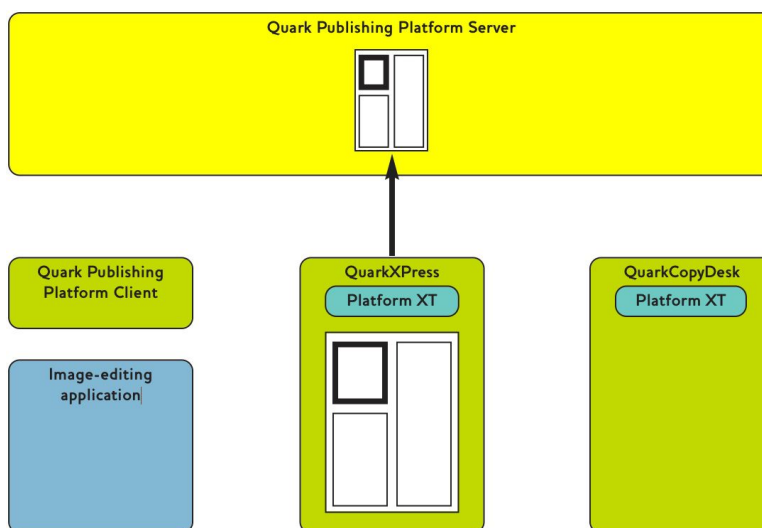 Quark Publishing Platform Server
Quark Publishing
Platform Client
QuarkXPress
Platform XT
QuarkCopyDesk
Platform XT
Image-editing
application